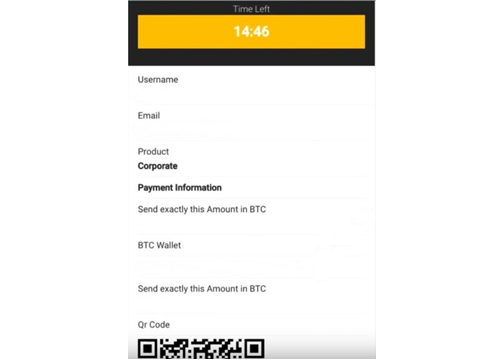 Time Left
14:46
Username
Email
Product
Corporate
Payment Information
Send exactly this Amount in BTC
BTC Wallet
Send exactly this Amount in BTC
Qr Code